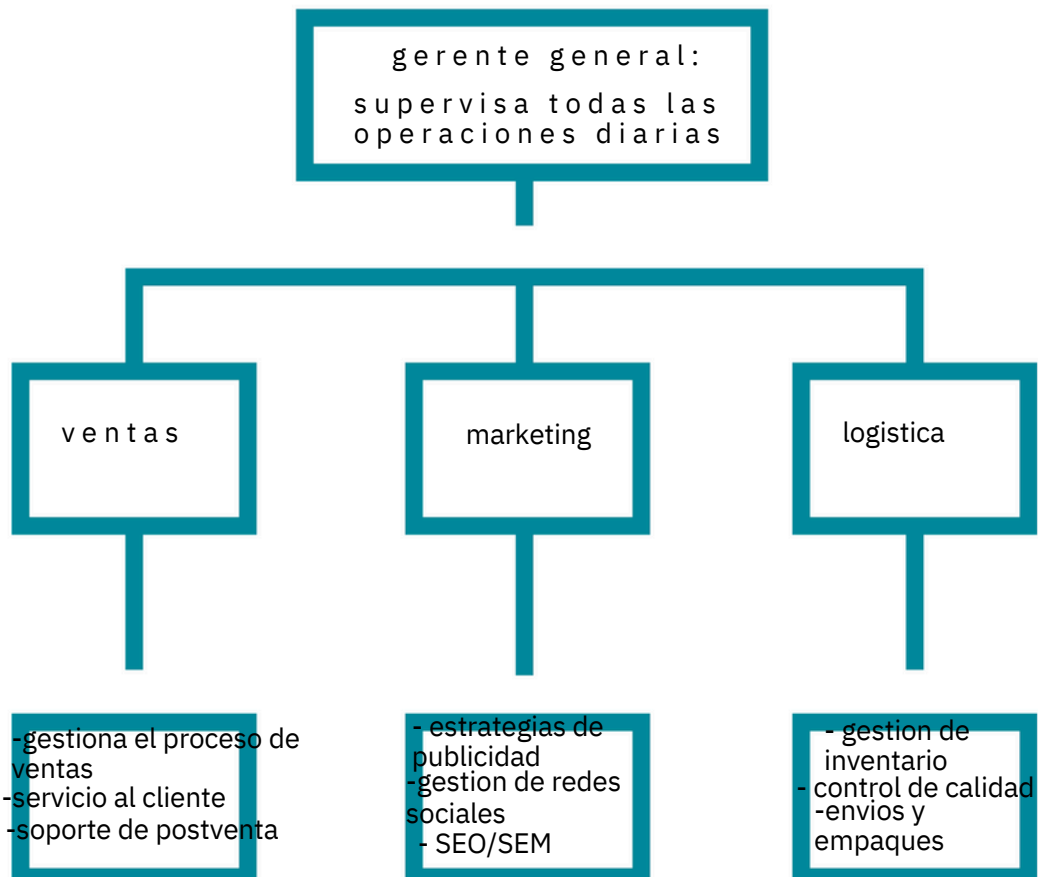 gerente general:
supervisa todas las
operaciones diarias
ventas
marketing
logistica
-gestiona el proceso de
ventas
-servicio al cliente
-soporte de postventa
- estrategias de
publicidad
-gestion de redes
sociales
- SEO/SEM
- gestion de
inventario
- control de calidad
-envios y
empaques